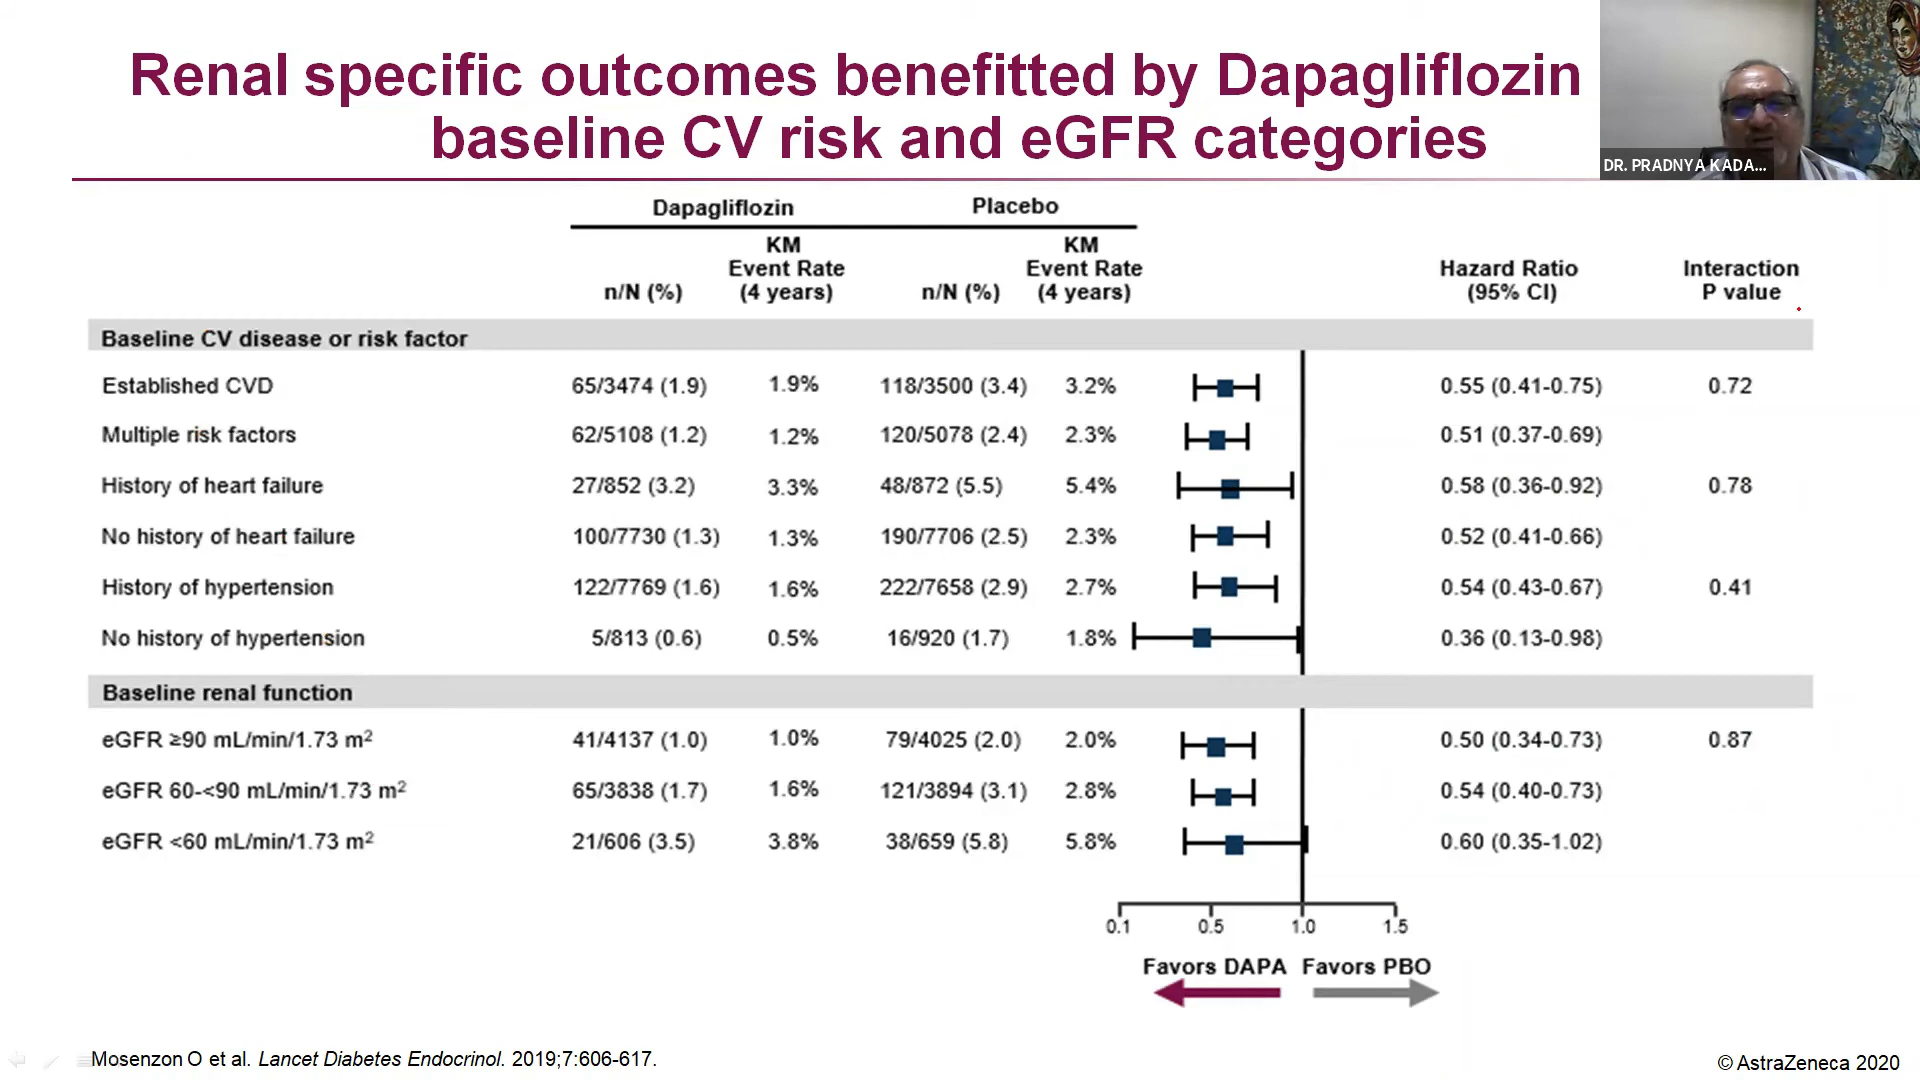 Renal specific outcomes benefitted by Dapagliflozin
baseline CV risk and eGFR categories
DR. PRADNYA KADA...
Dapagliflozin Placebo
n/N (%) KM Event Rate (4 years) n/N (%) KM Event Rate (4 years) Hazard Ratio (95% CI) Interaction P value
Baseline CV disease or risk factor
Established CVD 65/3474 (1.9) 1.9% 118/3500 (3.4) 3.2% 0.55 (0.41-0.75) 0.72
Multiple risk factors 62/5108 (1.2) 1.2% 120/5078 (2.4) 2.3% 0.51 (0.37-0.69)
History of heart failure 27/852 (3.2) 3.3% 48/872 (5.5) 5.4% 0.58 (0.36-0.92) 0.78
No history of heart failure 100/7730 (1.3) 1.3% 190/7706 (2.5) 2.3% 0.52 (0.41-0.66)
History of hypertension 122/7769 (1.6) 1.6% 222/7658 (2.9) 2.7% 0.54 (0.43-0.67) 0.41
No history of hypertension 5/813 (0.6) 0.5% 16/920 (1.7) 1.8% 0.36 (0.13-0.98)
Baseline renal function
eGFR ≥90 mL/min/1.73 m² 41/4137 (1.0) 1.0% 79/4025 (2.0) 2.0% 0.50 (0.34-0.73) 0.87
eGFR 60-<90 mL/min/1.73 m² 65/3838 (1.7) 1.6% 121/3894 (3.1) 2.8% 0.54 (0.40-0.73)
eGFR <60 mL/min/1.73 m² 21/606 (3.5) 3.8% 38/659 (5.8) 5.8% 0.60 (0.35-1.02)
0.1 0.5 1.0 1.5
Favors DAPA Favors PBO
Mosenzon O et al. Lancet Diabetes Endocrinol. 2019;7:606-617.
© AstraZeneca 2020